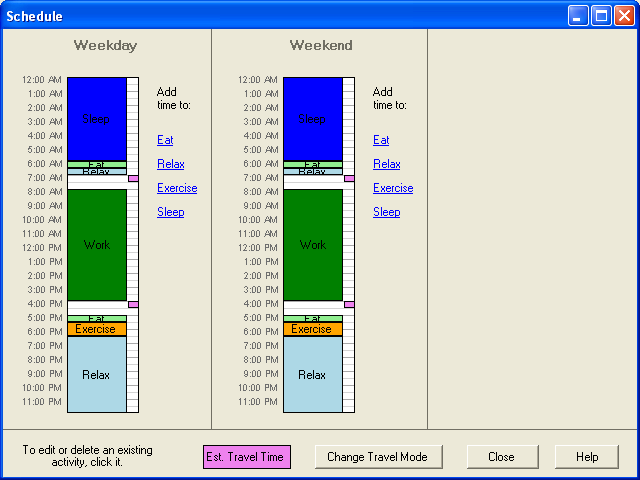 Schedule
Weekday
12:00 AM
1:00 AM
2:00 AM
3:00 AM
4:00 AM
5:00 AM
6:00 AM
7:00 AM
8:00 AM
9:00 AM
10:00 AM
11:00 AM
12:00 PM
1:00 PM
2:00 PM
3:00 PM
4:00 PM
5:00 PM
6:00 PM
7:00 PM
8:00 PM
9:00 PM
10:00 PM
11:00 PM
Sleep
Eat
Relax
Work
Eat
Exercise
Relax
Add
time to:
Eat
Relax
Exercise
Sleep
Weekend
12:00 AM
1:00 AM
2:00 AM
3:00 AM
4:00 AM
5:00 AM
6:00 AM
7:00 AM
8:00 AM
9:00 AM
10:00 AM
11:00 AM
12:00 PM
1:00 PM
2:00 PM
3:00 PM
4:00 PM
5:00 PM
6:00 PM
7:00 PM
8:00 PM
9:00 PM
10:00 PM
11:00 PM
Sleep
Eat
Relax
Work
Eat
Exercise
Relax
Add
time to:
Eat
Relax
Exercise
Sleep
To edit or delete an existing
activity, click it.
Est. Travel Time
Change Travel Mode
Close
Help